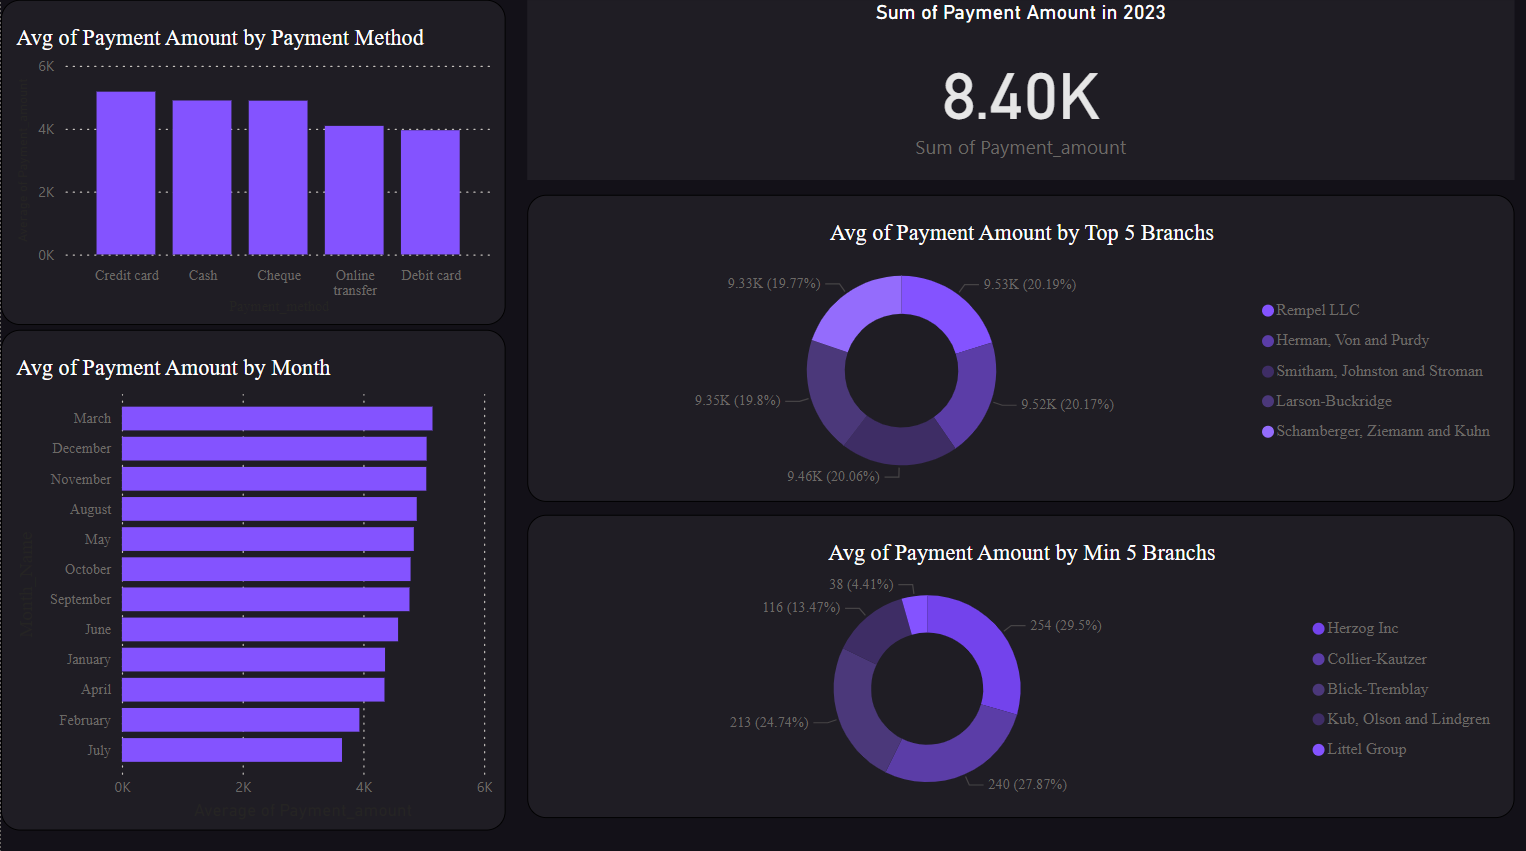 Avg of Payment Amount by Payment Method
6K
4K
2K
0K
Average of Payment_amount
Credit card
Cash
Cheque
Online
transfer
Debit card
Payment_method
Avg of Payment Amount by Month
Month_Name
March
December
November
August
May
October
September
June
January
April
February
July
0K
2K
4K
6K
Average of Payment_amount
Sum of Payment Amount in 2023
8.40K
Sum of Payment_amount
Avg of Payment Amount by Top 5 Branchs
9.33K (19.77%)
9.53K (20.19%)
9.35K (19.8%)
9.52K (20.17%)
9.46K (20.06%)
Rempel LLC
Herman, Von and Purdy
Smitham, Johnston and Stroman
Larson-Buckridge
Schamberger, Ziemann and Kuhn
Avg of Payment Amount by Min 5 Branchs
38 (4.41%)
116 (13.47%)
254 (29.5%)
213 (24.74%)
240 (27.87%)
Herzog Inc
Collier-Kautzer
Blick-Tremblay
Kub, Olson and Lindgren
Littel Group